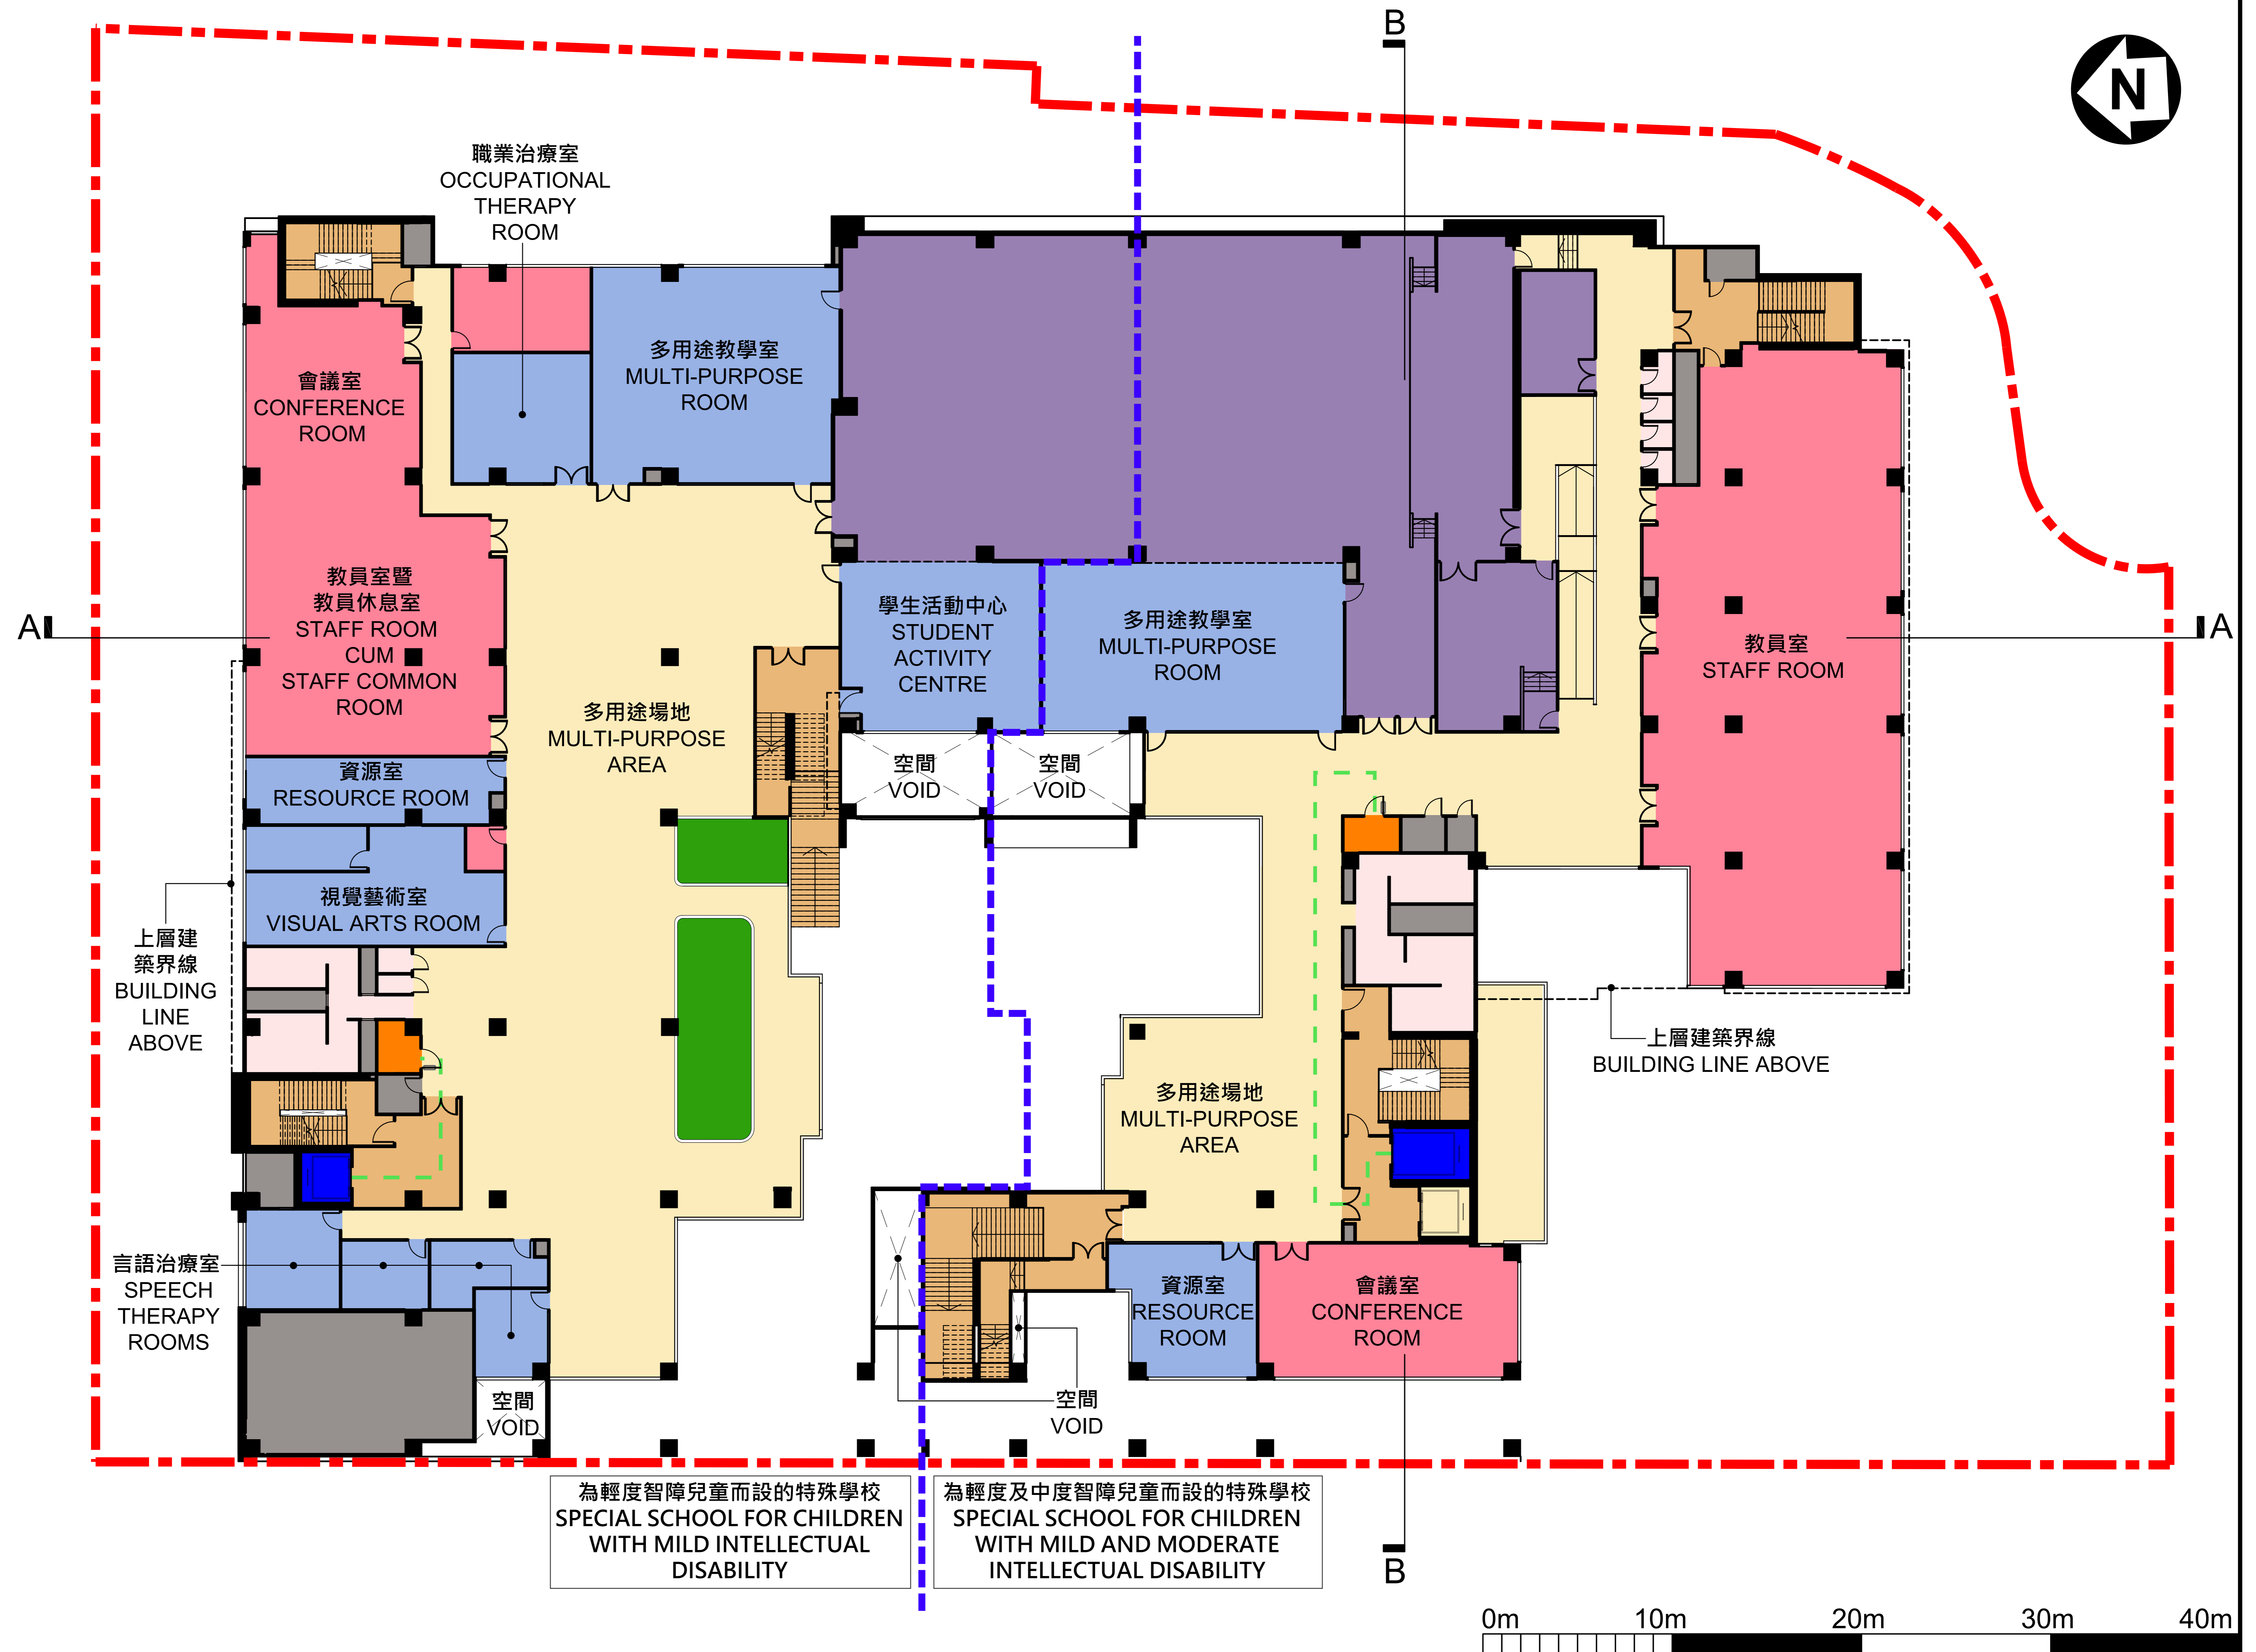 B
N
職業治療室
OCCUPATIONAL
THERAPY
ROOM
會議室
CONFERENCE
ROOM
多用途教學室
MULTI-PURPOSE
ROOM
教員室暨
教員休息室
STAFF ROOM
CUM
STAFF COMMON
ROOM
學生活動中心
STUDENT
ACTIVITY
CENTRE
多用途教學室
MULTI-PURPOSE
ROOM
A
A
教員室
STAFF ROOM
多用途場地
MULTI-PURPOSE
AREA
資源室
RESOURCE ROOM
空間
VOID
空間
VOID
視覺藝術室
VISUAL ARTS ROOM
上層建
築界線
BUILDING
LINE
ABOVE
上層建築界線
BUILDING LINE ABOVE
多用途場地
MULTI-PURPOSE
AREA
言語治療室
SPEECH
THERAPY
ROOMS
資源室
RESOURCE
ROOM
會議室
CONFERENCE
ROOM
空間
VOID
空間
VOID
為輕度智障兒童而設的特殊學校
SPECIAL SCHOOL FOR CHILDREN
WITH MILD INTELLECTUAL
DISABILITY
為輕度及中度智障兒童而設的特殊學校
SPECIAL SCHOOL FOR CHILDREN
WITH MILD AND MODERATE
INTELLECTUAL DISABILITY
B
0m 10m 20m 30m 40m